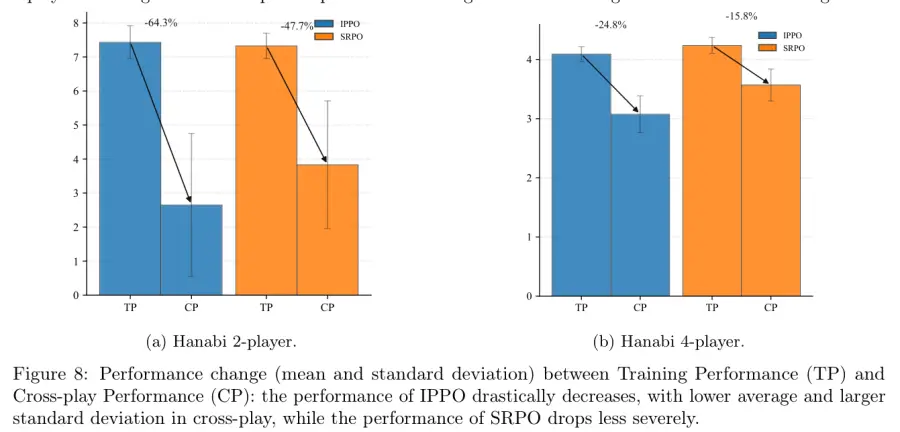 -64.3%
-47.7%
IPPO
SRPO
8
7
6
5
4
3
2
1
0
TP
CP
TP
CP
(a) Hanabi 2-player.
-24.8%
-15.8%
IPPO
SRPO
4
3
2
1
0
TP
CP
TP
CP
(b) Hanabi 4-player.
Figure 8: Performance change (mean and standard deviation) between Training Performance (TP) and
Cross-play Performance (CP): the performance of IPPO drastically decreases, with lower average and larger
standard deviation in cross-play, while the performance of SRPO drops less severely.